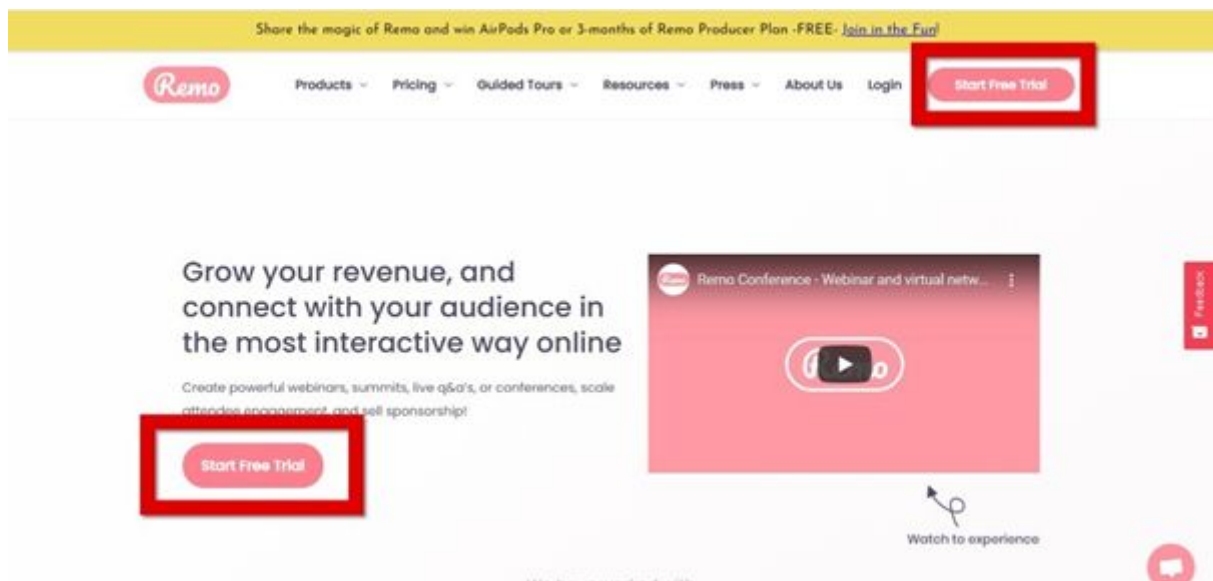 Share the magic of Remo and win AirPods Pro or 3-months of Remo Producer Plan -FREE- Join in the Fun!
Remo
Products
Pricing
Guided Tours
Resources
Press
About Us
Login
Start Free Trial
Grow your revenue, and
connect with your audience in
the most interactive way online
Create powerful webinars, summits, live q&a's, or conferences, scale
attendee engagement, and sell sponsorship!
Start Free Trial
Remo
Remo Conference - Webinar and virtual netw...
Remo
Watch to experience
Feedback